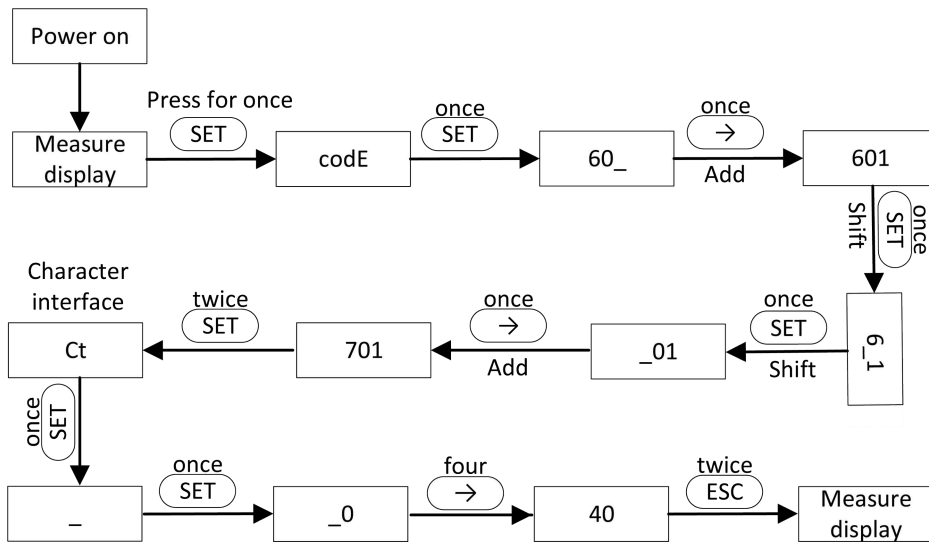 Power on
Press for once
SET
once
SET
once
→
Measure
display
codE
60_
Add
601
Shift
SET
once
Character
interface
twice
SET
once
→
once
SET
Ct
701
Add
_01
Shift
6_1
once
SET
once
SET
four
→
twice
ESC
_
_0
40
Measure
display